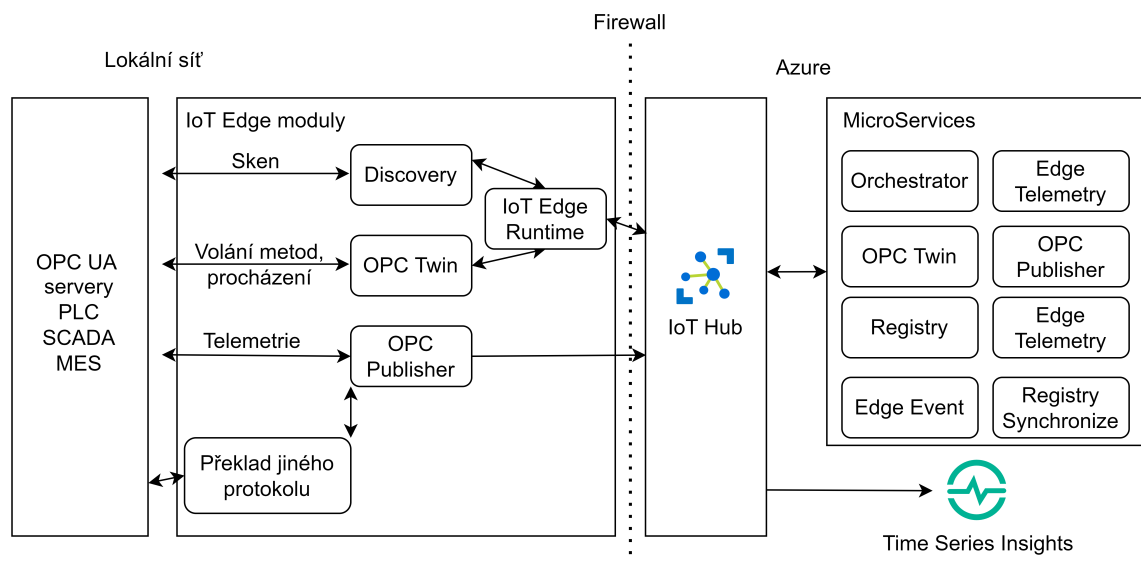 Firewall
Lokální síť
Azure
OPC UA
servery
PLC
SCADA
MES
IoT Edge moduly
Sken
Discovery
IoT Edge
Runtime
Volání metod,
procházení
OPC Twin
Telemetrie
OPC
Publisher
Překlad jiného
protokolu
IoT Hub
MicroServices
Orchestrator
Edge
Telemetry
OPC Twin
OPC
Publisher
Registry
Edge
Telemetry
Edge Event
Registry
Synchronize
Time Series Insights